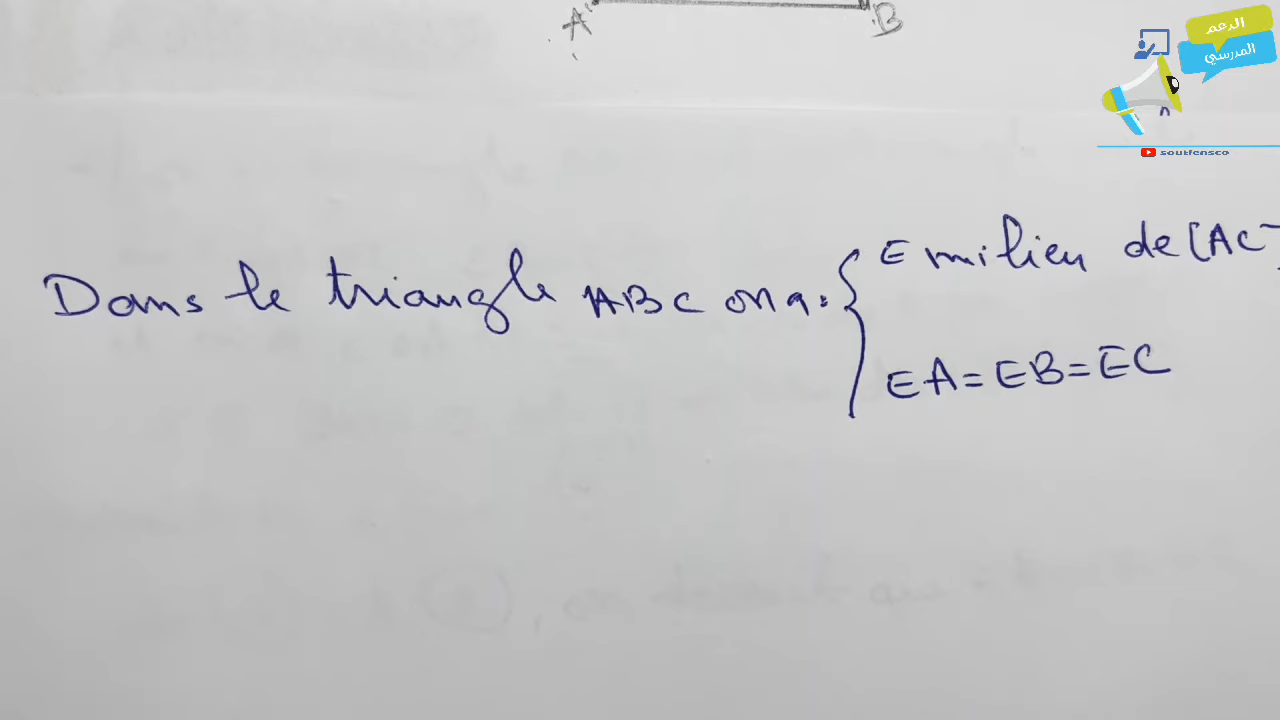 A B
الدعم
المدرسي
soutiensco
Dans le triangle ABC on a: { E milieu de [AC]
EA = EB = EC